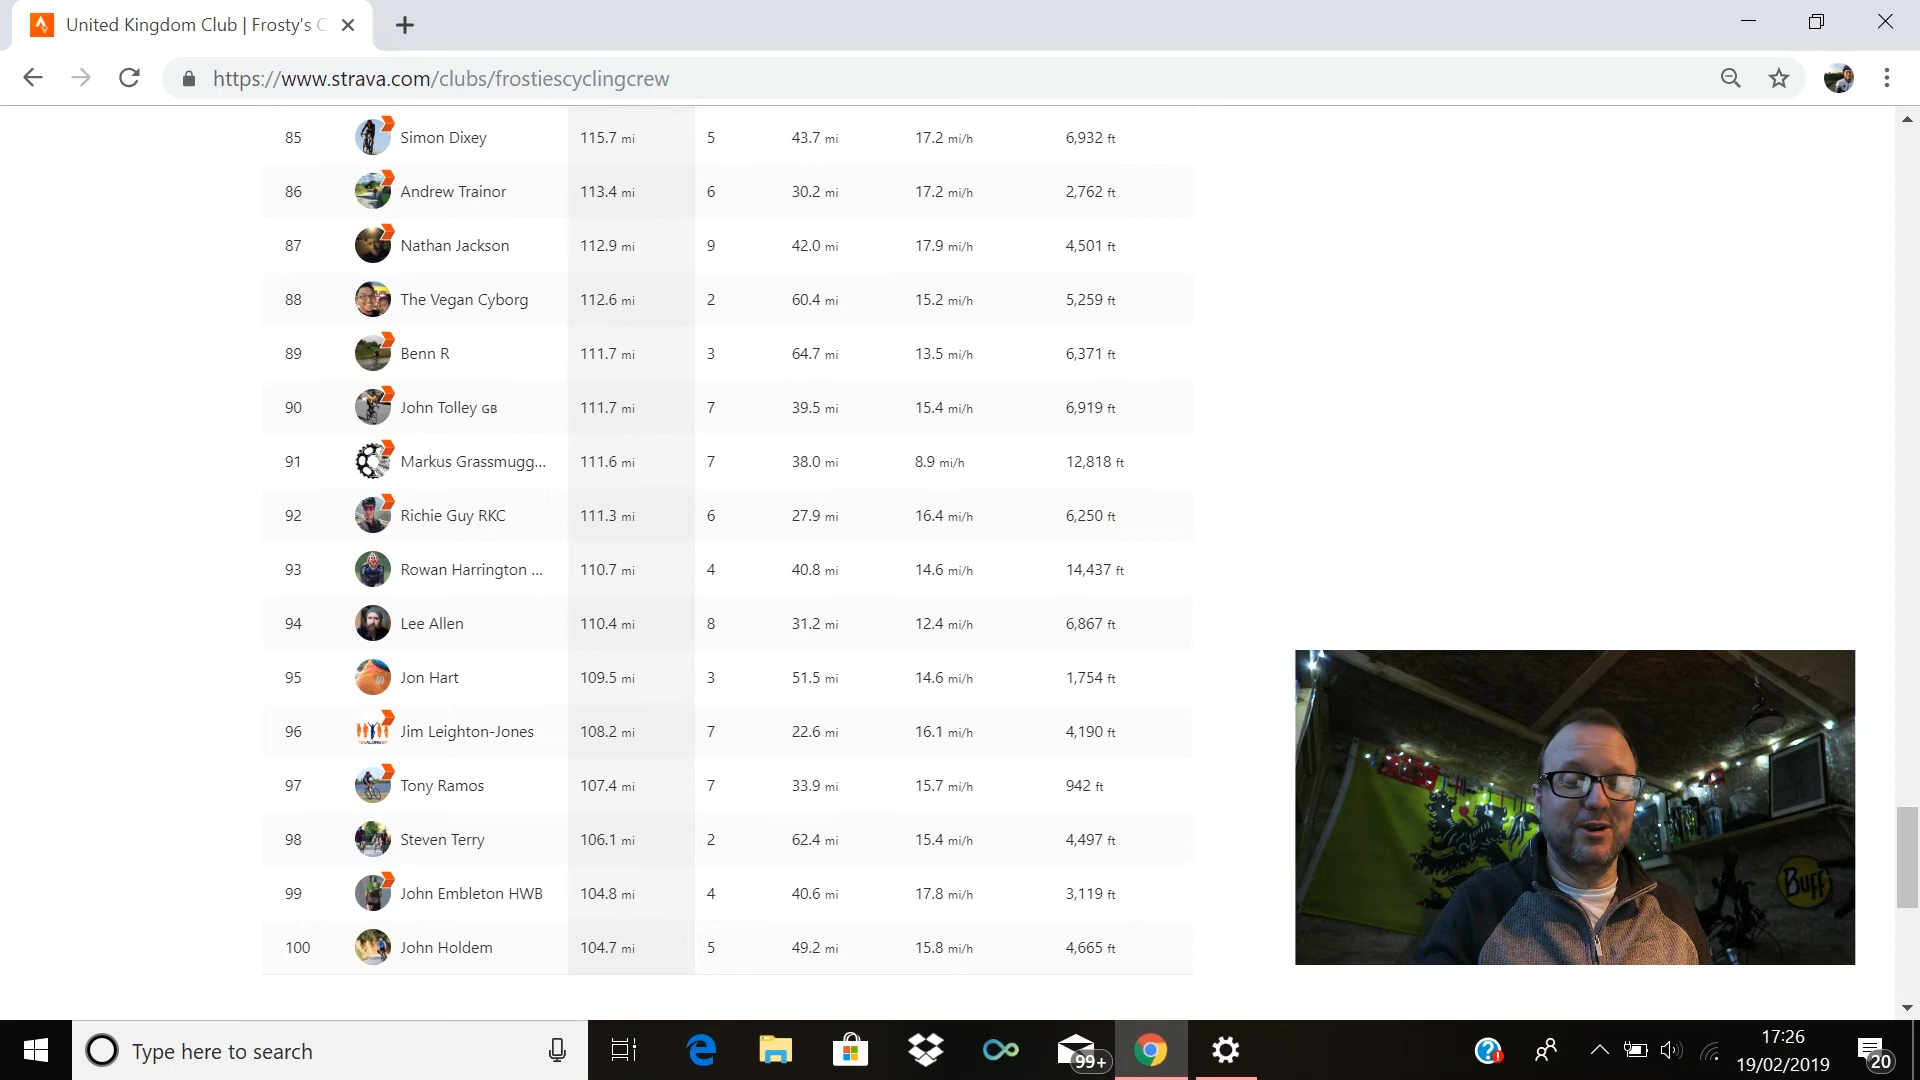 United Kingdom Club | Frosty's C
https://www.strava.com/clubs/frostiescyclingcrew
85 Simon Dixey 115.7 mi 5 43.7 mi 17.2 mi/h 6,932 ft
86 Andrew Trainor 113.4 mi 6 30.2 mi 17.2 mi/h 2,762 ft
87 Nathan Jackson 112.9 mi 9 42.0 mi 17.9 mi/h 4,501 ft
88 The Vegan Cyborg 112.6 mi 2 60.4 mi 15.2 mi/h 5,259 ft
89 Benn R 111.7 mi 3 64.7 mi 13.5 mi/h 6,371 ft
90 John Tolley GB 111.7 mi 7 39.5 mi 15.4 mi/h 6,919 ft
91 Markus Grassmugg... 111.6 mi 7 38.0 mi 8.9 mi/h 12,818 ft
92 Richie Guy RKC 111.3 mi 6 27.9 mi 16.4 mi/h 6,250 ft
93 Rowan Harrington ... 110.7 mi 4 40.8 mi 14.6 mi/h 14,437 ft
94 Lee Allen 110.4 mi 8 31.2 mi 12.4 mi/h 6,867 ft
95 Jon Hart 109.5 mi 3 51.5 mi 14.6 mi/h 1,754 ft
96 Jim Leighton-Jones 108.2 mi 7 22.6 mi 16.1 mi/h 4,190 ft
97 Tony Ramos 107.4 mi 7 33.9 mi 15.7 mi/h 942 ft
98 Steven Terry 106.1 mi 2 62.4 mi 15.4 mi/h 4,497 ft
99 John Embleton HWB 104.8 mi 4 40.6 mi 17.8 mi/h 3,119 ft
100 John Holdem 104.7 mi 5 49.2 mi 15.8 mi/h 4,665 ft
BUFF
Type here to search
99+
17:26
19/02/2019
20